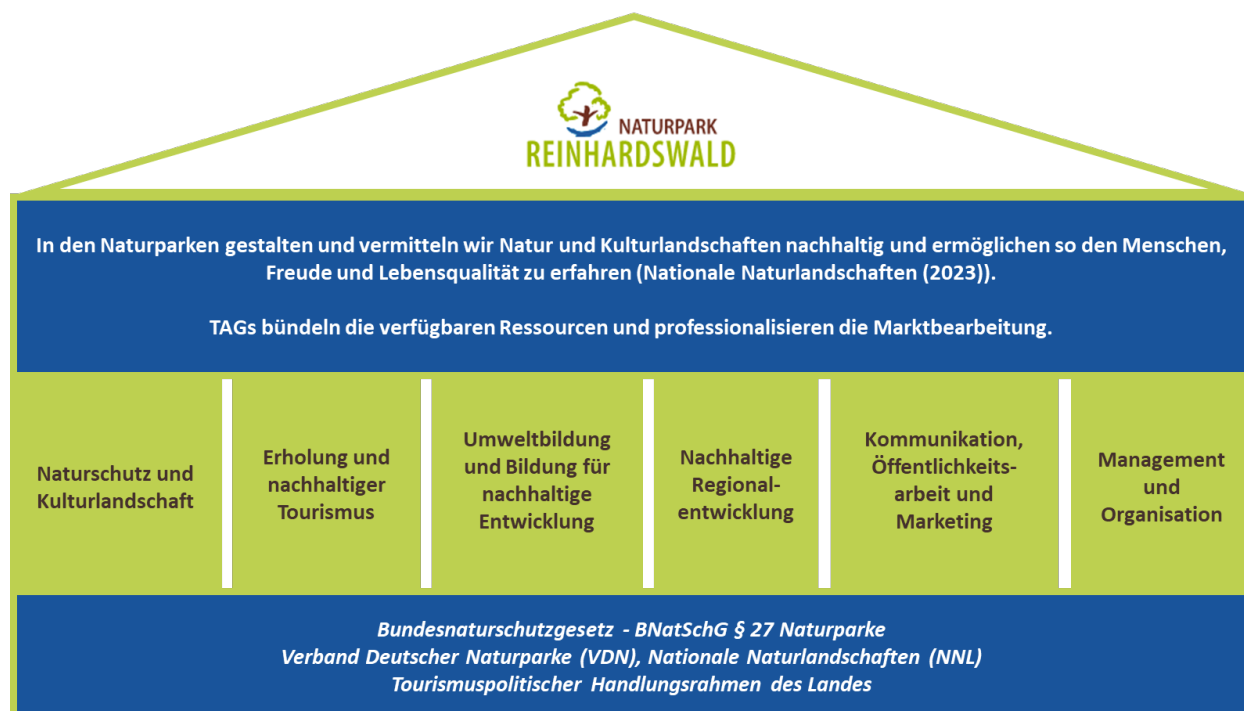 NATURPARK
REINHARDSWALD
In den Naturparken gestalten und vermitteln wir Natur und Kulturlandschaften nachhaltig und ermöglichen so den Menschen,
Freude und Lebensqualität zu erfahren (Nationale Naturlandschaften (2023)).
TAGs bündeln die verfügbaren Ressourcen und professionalisieren die Marktbearbeitung.
Naturschutz und
Kulturlandschaft
Erholung und
nachhaltiger
Tourismus
Umweltbildung
und Bildung für
nachhaltige
Entwicklung
Nachhaltige
Regional-
entwicklung
Kommunikation,
Öffentlichkeits-
arbeit und
Marketing
Management
und
Organisation
Bundesnaturschutzgesetz - BNatSchG § 27 Naturparke
Verband Deutscher Naturparke (VDN), Nationale Naturlandschaften (NNL)
Tourismuspolitischer Handlungsrahmen des Landes